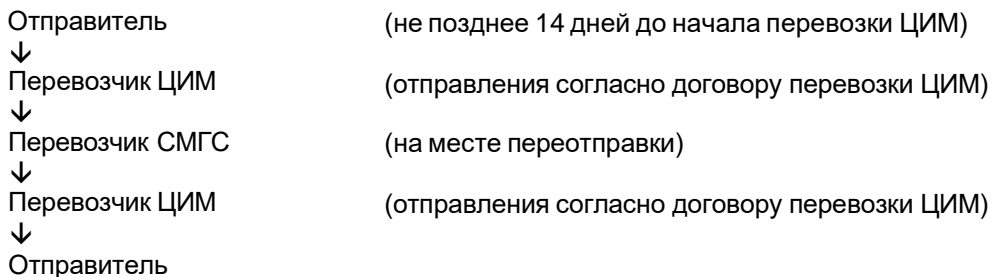 Отправитель (не позднее 14 дней до начала перевозки ЦИМ)
↓
Перевозчик ЦИМ (отправления согласно договору перевозки ЦИМ)
↓
Перевозчик СМГС (на месте переотправки)
↓
Перевозчик ЦИМ (отправления согласно договору перевозки ЦИМ)
↓
Отправитель